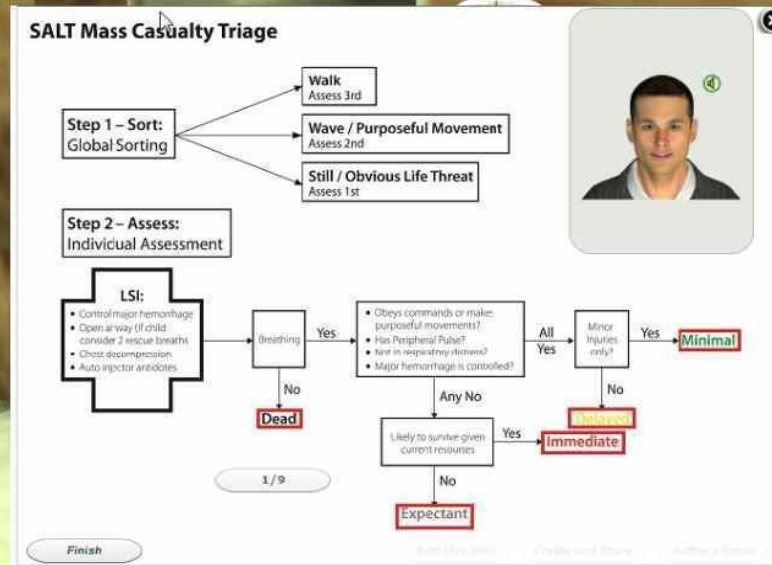 SALT Mass Casualty Triage
Walk
Assess 3rd
Step 1 – Sort:
Global Sorting
Wave / Purposeful Movement
Assess 2nd
Still / Obvious Life Threat
Assess 1st
Step 2 – Assess:
Individual Assessment
LSI:
• Control major hemorrhage
• Open airway (if child
consider 2 rescue breaths
• Chest decompression
• Auto injector antidotes
Breathing
Yes
• Obeys commands or make
purposeful movements?
• Has Peripheral Pulse?
• Not in respiratory distress?
• Major hemorrhage is controlled?
All
Yes
Minor
Injuries
only?
Yes
Minimal
No
Dead
Any No
No
Delayed
Likely to survive given
current resourses
Yes
Immediate
1/9
No
Expectant
Finish